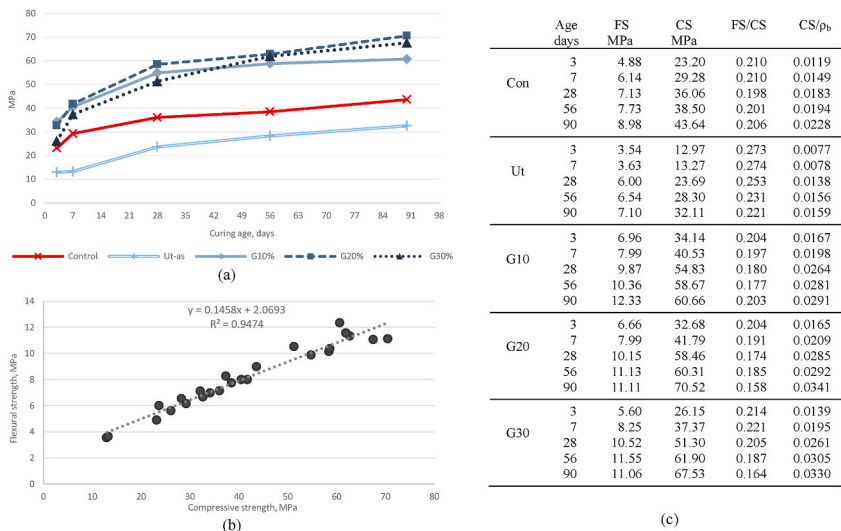 80
70
60
50
40
30
20
10
0
MPa
0 7 14 21 28 35 42 49 56 63 70 77 84 91 98
Curing age, days
Control Ut-as G10% G20% G30%
(a)
14
12
10
8
6
4
2
0
Flexural strength, MPa
y = 0.1458x + 2.0693
R² = 0.9474
0 10 20 30 40 50 60 70 80
Compressive strength, MPa
(b)
Age FS CS FS/CS CS/ρb
days MPa MPa
Con
3 4.88 23.20 0.210 0.0119
7 6.14 29.28 0.210 0.0149
28 7.13 36.06 0.198 0.0183
56 7.73 38.50 0.201 0.0194
90 8.98 43.64 0.206 0.0228
Ut
3 3.54 12.97 0.273 0.0077
7 3.63 13.27 0.274 0.0078
28 6.00 23.69 0.253 0.0138
56 6.54 28.30 0.231 0.0156
90 7.10 32.11 0.221 0.0159
G10
3 6.96 34.14 0.204 0.0167
7 7.99 40.53 0.197 0.0198
28 9.87 54.83 0.180 0.0264
56 10.36 58.67 0.177 0.0281
90 12.33 60.66 0.203 0.0291
G20
3 6.66 32.68 0.204 0.0165
7 7.99 41.79 0.191 0.0209
28 10.15 58.46 0.174 0.0285
56 11.13 60.31 0.185 0.0292
90 11.11 70.52 0.158 0.0341
G30
3 5.60 26.15 0.214 0.0139
7 8.25 37.37 0.221 0.0195
28 10.52 51.30 0.205 0.0261
56 11.55 61.90 0.187 0.0305
90 11.06 67.53 0.164 0.0330
(c)